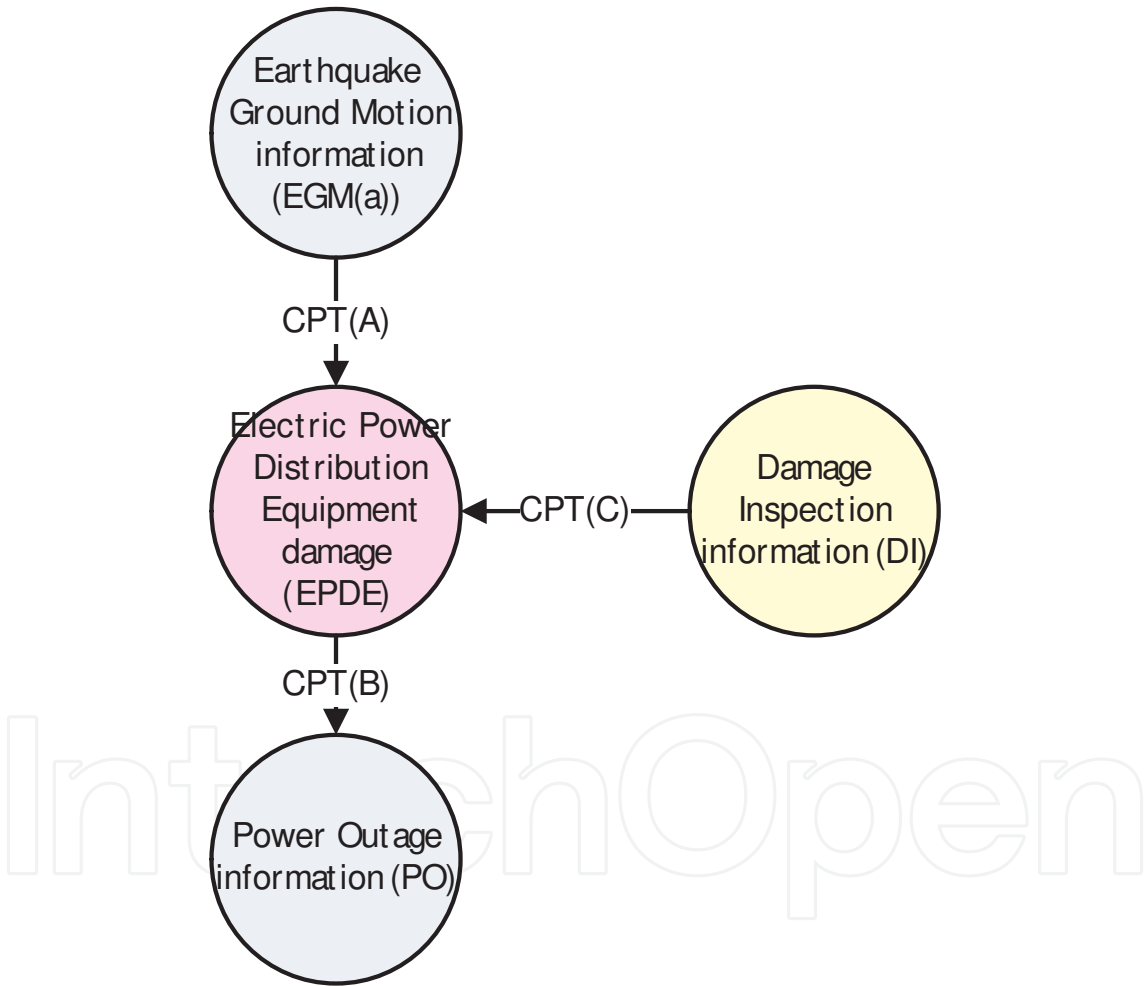 Earthquake
Ground Motion
information
(EGM(a))
CPT(A)
Electric Power
Distribution
Equipment
damage
(EPDE)
CPT(C)
Damage
Inspection
information (DI)
CPT(B)
Power Outage
information (PO)
IntechOpen